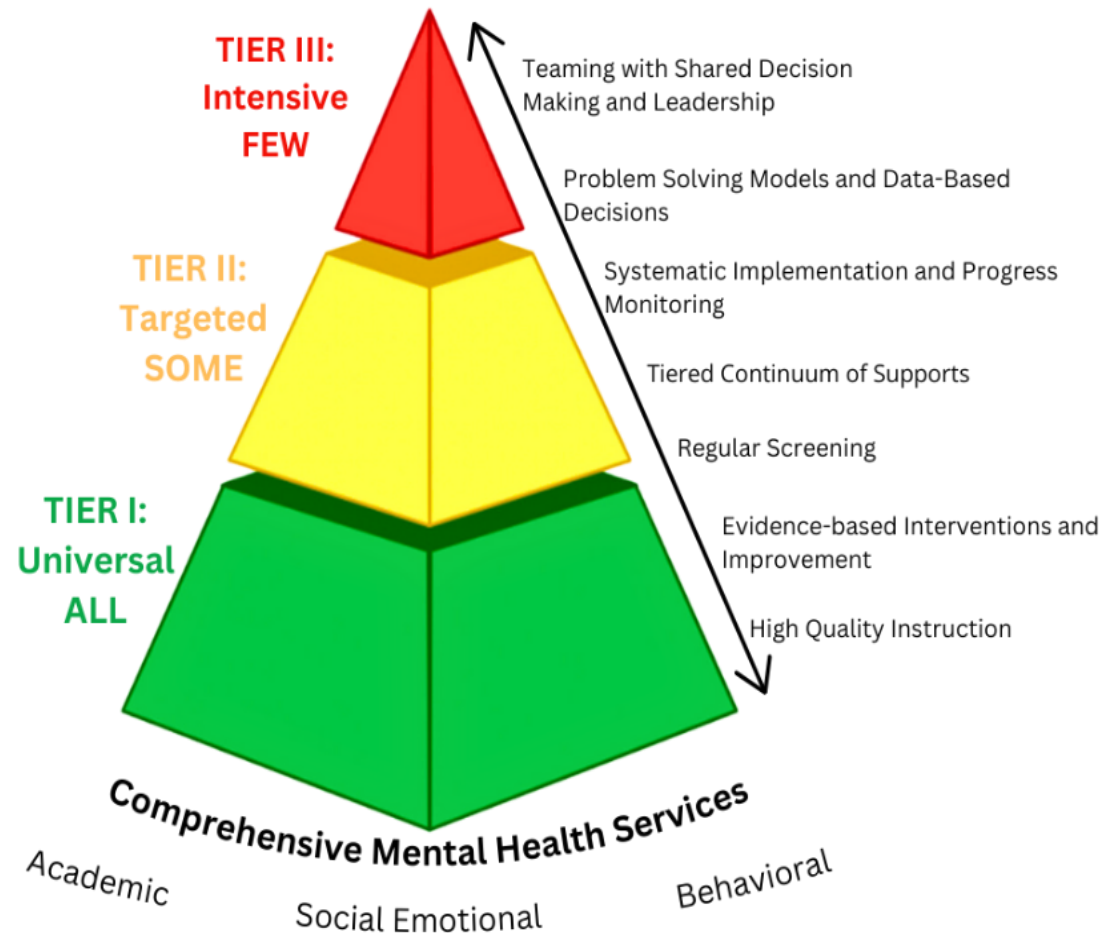 TIER III:
Intensive
FEW
Teaming with Shared Decision
Making and Leadership
Problem Solving Models and Data-Based
Decisions
TIER II:
Targeted
SOME
Systematic Implementation and Progress
Monitoring
Tiered Continuum of Supports
Regular Screening
TIER I:
Universal
ALL
Evidence-based Interventions and
Improvement
High Quality Instruction
Comprehensive Mental Health Services
Academic
Social Emotional
Behavioral